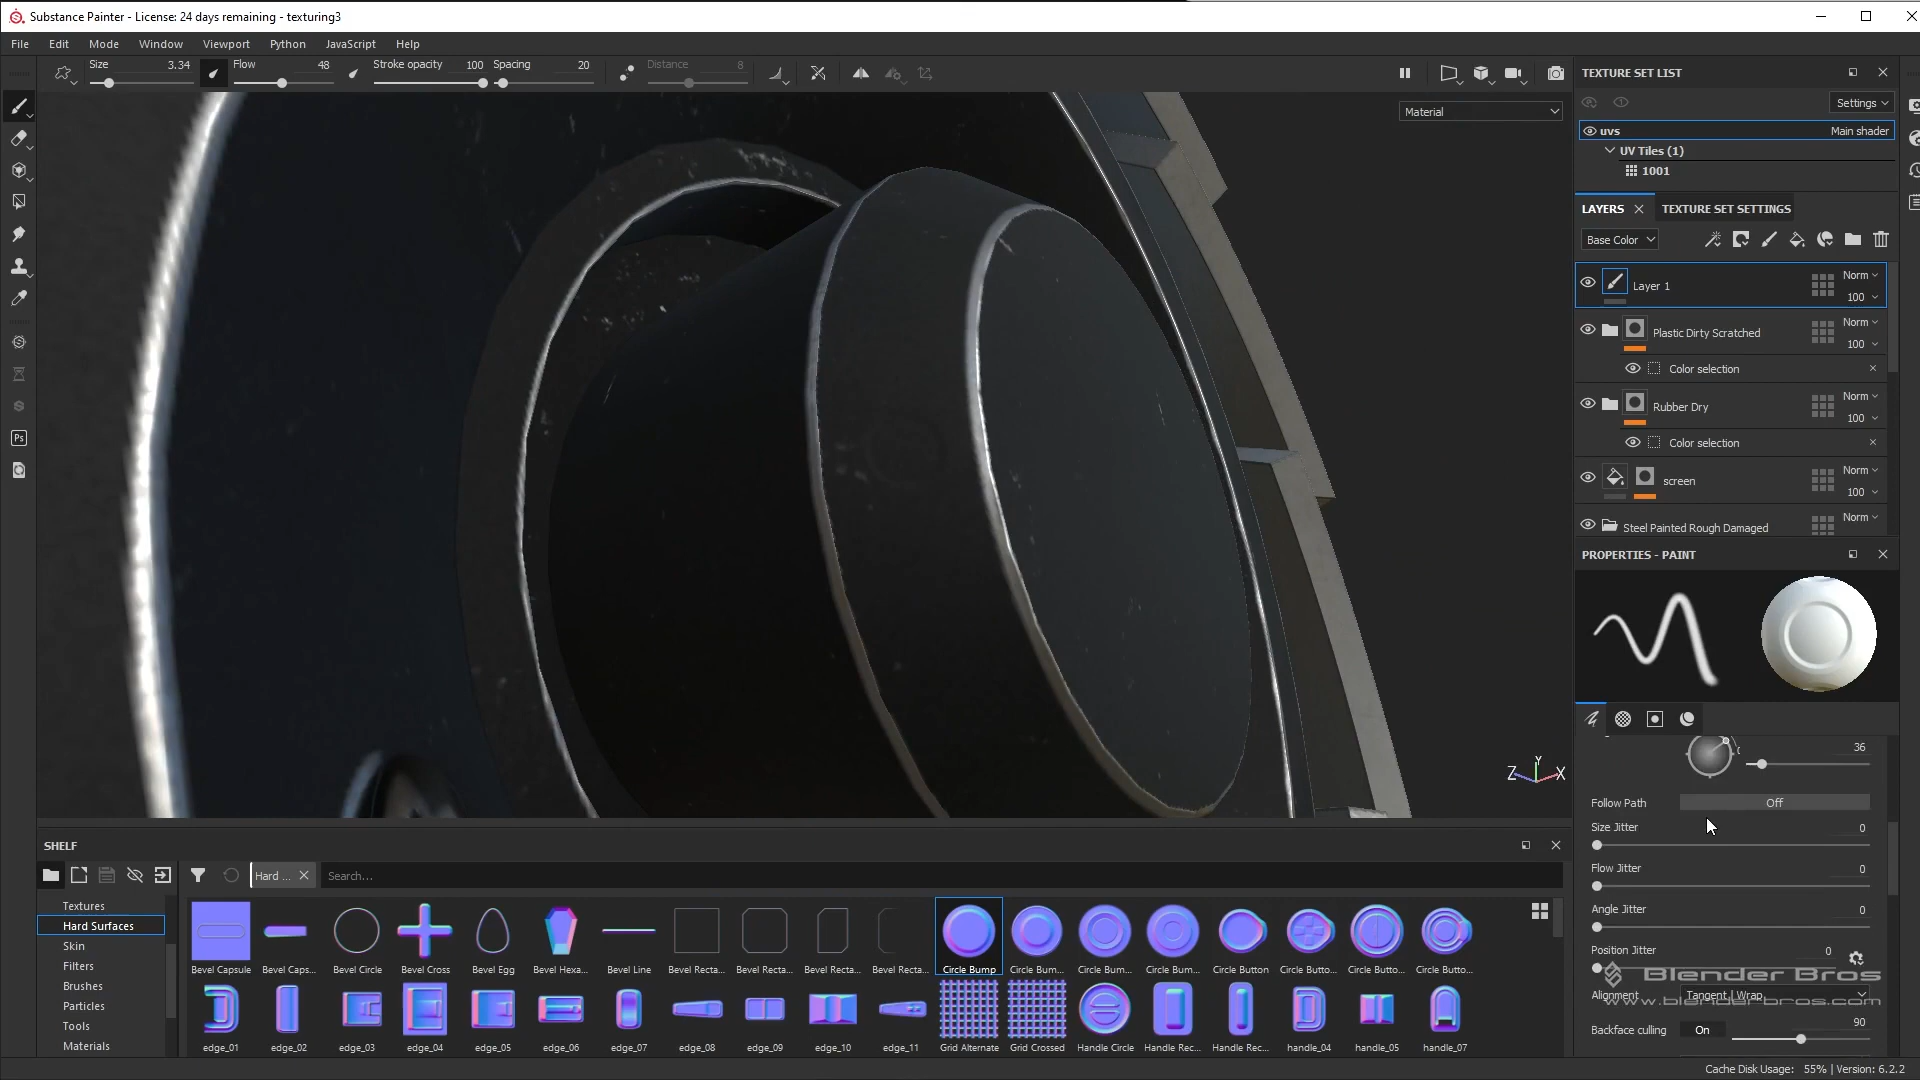 Substance Painter - License: 24 days remaining - texturing3
File Edit Mode Window Viewport Python JavaScript Help
Size 3.34 Flow 48 Stroke opacity 100 Spacing 20 Distance 8
Material
TEXTURE SET LIST
Settings
uvs Main shader
UV Tiles (1)
1001
LAYERS TEXTURE SET SETTINGS
Base Color
Layer 1 Norm 100
Plastic Dirty Scratched Norm 100
Color selection
Rubber Dry Norm 100
Color selection
screen Norm 100
Steel Painted Rough Damaged Norm
PROPERTIES - PAINT
36
Follow Path Off
Size Jitter 0
Flow Jitter 0
Angle Jitter 0
Position Jitter 0
Alignment Tangent | Wrap
Backface culling On 90
Blender Bros
www.blenderbros.com
Z Y X
Ps
SHELF
Hard ... Search...
Textures
Hard Surfaces
Skin
Filters
Brushes
Particles
Tools
Materials
Bevel Capsule Bevel Caps... Bevel Circle Bevel Cross Bevel Egg Bevel Hexa... Bevel Line Bevel Recta... Bevel Recta... Bevel Recta... Bevel Recta... Circle Bump Circle Bum... Circle Bum... Circle Bum... Circle Button Circle Butto... Circle Butto... Circle Butto...
edge_01 edge_02 edge_03 edge_04 edge_05 edge_06 edge_07 edge_08 edge_09 edge_10 edge_11 Grid Alternate Grid Crossed Handle Circle Handle Rec... Handle Rec... handle_04 handle_05 handle_07
Cache Disk Usage: 55% | Version: 6.2.2